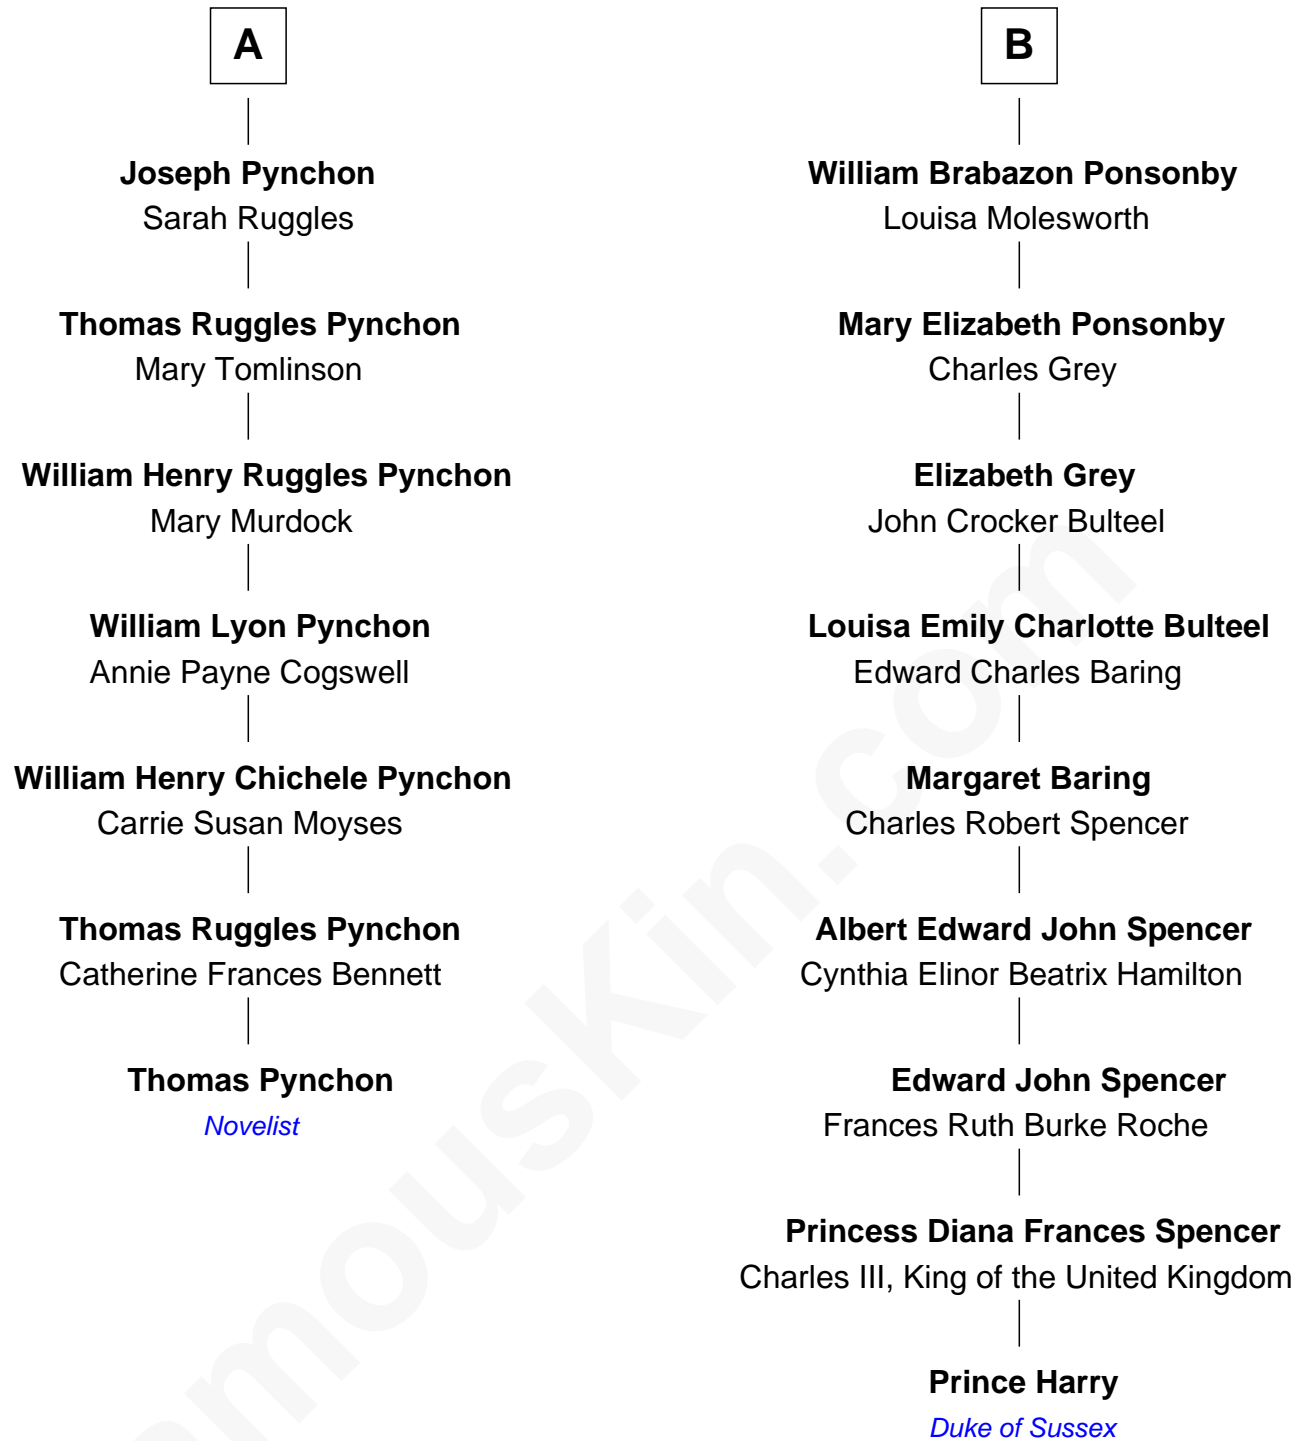 A
Joseph Pynchon
Sarah Ruggles
Thomas Ruggles Pynchon
Mary Tomlinson
William Henry Ruggles Pynchon
Mary Murdock
William Lyon Pynchon
Annie Payne Cogswell
William Henry Chichele Pynchon
Carrie Susan Moyses
Thomas Ruggles Pynchon
Catherine Frances Bennett
Thomas Pynchon
Novelist
B
William Brabazon Ponsonby
Louisa Molesworth
Mary Elizabeth Ponsonby
Charles Grey
Elizabeth Grey
John Crocker Bulteel
Louisa Emily Charlotte Bulteel
Edward Charles Baring
Margaret Baring
Charles Robert Spencer
Albert Edward John Spencer
Cynthia Elinor Beatrix Hamilton
Edward John Spencer
Frances Ruth Burke Roche
Princess Diana Frances Spencer
Charles III, King of the United Kingdom
Prince Harry
Duke of Sussex
amousKin.com